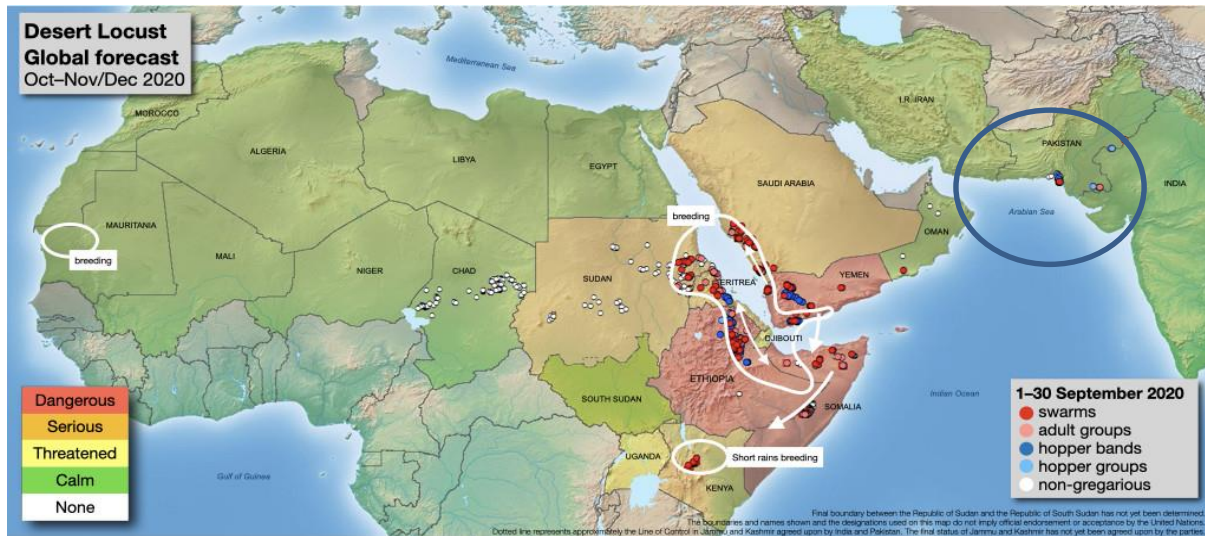 Desert Locust
Global forecast
Oct–Nov/Dec 2020
Mediterranean Sea
MOROCCO
ALGERIA
LIBYA
EGYPT
I.R. IRAN
PAKISTAN
INDIA
SAUDI ARABIA
Arabian Sea
breeding
OMAN
MAURITANIA
MALI
NIGER
CHAD
SUDAN
ERITREA
YEMEN
breeding
DJIBOUTI
ETHIOPIA
SOUTH SUDAN
SOMALIA
Indian Ocean
UGANDA
Short rains breeding
KENYA
Gulf of Guinea
Dangerous
Serious
Threatened
Calm
None
1–30 September 2020
swarms
adult groups
hopper bands
hopper groups
non-gregarious
Final boundary between the Republic of Sudan and the Republic of South Sudan has not yet been determined.
The boundaries and names shown and the designations used on this map do not imply official endorsement or acceptance by the United Nations.
Dotted line represents approximately the Line of Control in Jammu and Kashmir agreed upon by India and Pakistan. The final status of Jammu and Kashmir has not yet been agreed upon by the parties.